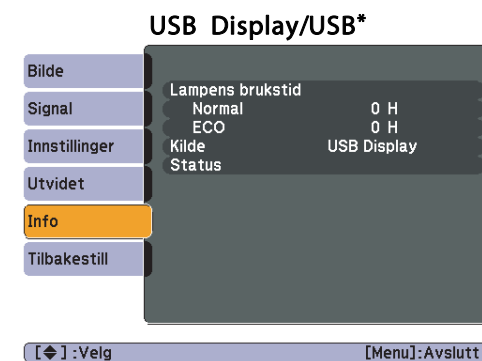 USB Display/USB*
Bilde
Signal
Innstillinger
Utvidet
Info
Tilbakestill
Lampens brukstid
Normal 0 H
ECO 0 H
Kilde USB Display
Status
[◆] :Velg [Menu]:Avslutt